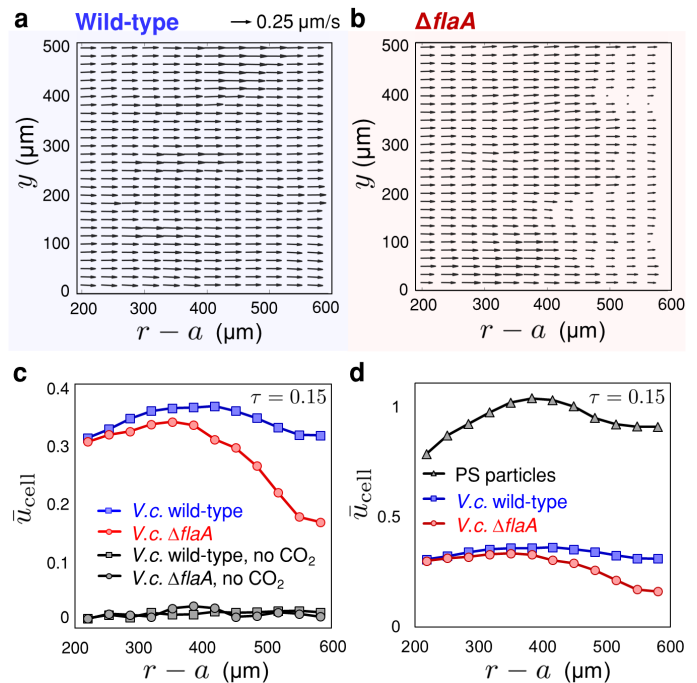 a Wild-type → 0.25 μm/s
500
400
300
200
100
0
y (μm)
200 300 400 500 600
r − a (μm)
b ΔflaA
500
400
300
200
100
0
y (μm)
200 300 400 500 600
r − a (μm)
c
0.4
0.3
0.2
0.1
0
ūcell
τ = 0.15
V.c. wild-type
V.c. ΔflaA
V.c. wild-type, no CO₂
V.c. ΔflaA, no CO₂
200 300 400 500 600
r − a (μm)
d
1
0.5
0
ūcell
τ = 0.15
PS particles
V.c. wild-type
V.c. ΔflaA
200 300 400 500 600
r − a (μm)